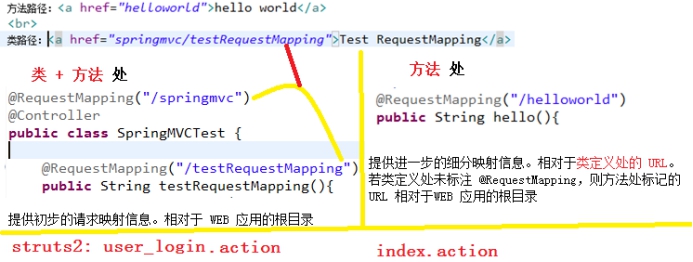 方法路径：<a href="helloworld">hello world</a>
<br>
类路径：<a href="springmvc/testRequestMapping">Test RequestMapping</a>
类 + 方法 处
@RequestMapping("/springmvc")
@Controller
public class SpringMVCTest {
@RequestMapping("/testRequestMapping")
public String testRequestMapping(){
提供初步的请求映射信息。相对于 WEB 应用的根目录
struts2: user_login.action
方法 处
@RequestMapping("/helloworld")
public String hello(){
提供进一步的细分映射信息。相对于类定义处的 URL。
若类定义处未标注 @RequestMapping，则方法处标记的
URL 相对于WEB 应用的根目录
index.action